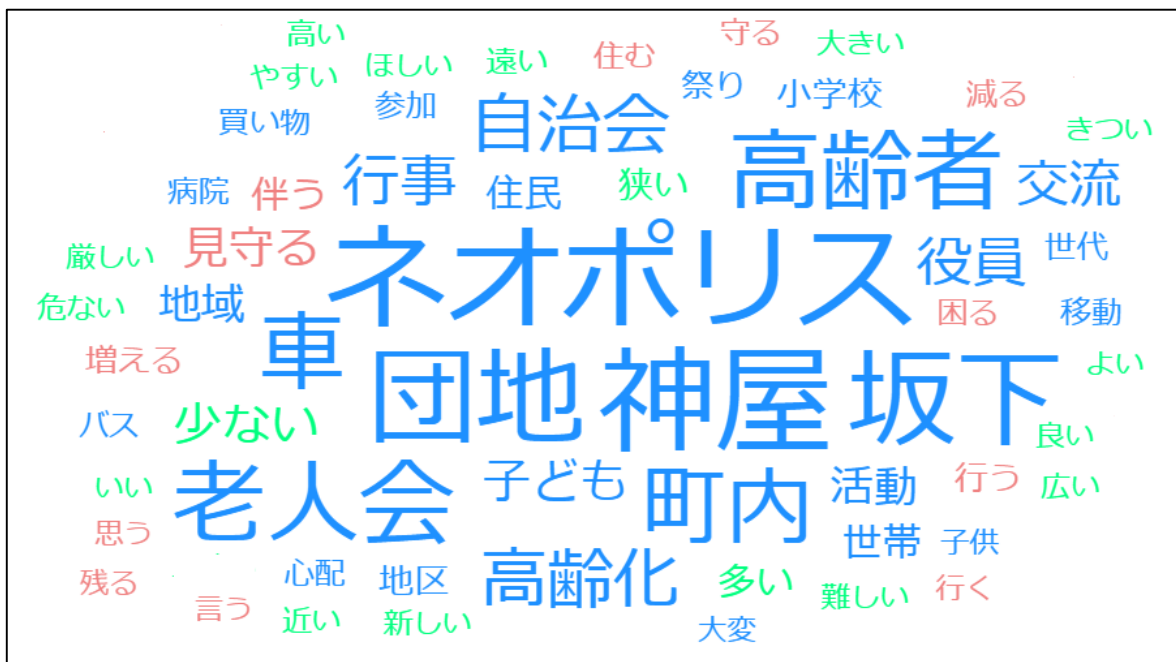 高い
守る
大きい
やすい
ほしい
遠い
住む
祭り
小学校
減る
買い物
参加
自治会
高齢者
きつい
病院
伴う
行事
住民
狭い
交流
厳しい
見守る
ネオポリス
役員
世代
危ない
地域
車
困る
移動
増える
団地
神屋
坂下
よい
バス
少ない
良い
いい
老人会
子ども
町内
活動
行う
広い
思う
世帯
子供
残る
心配
地区
高齢化
多い
難しい
行く
言う
近い
新しい
大変